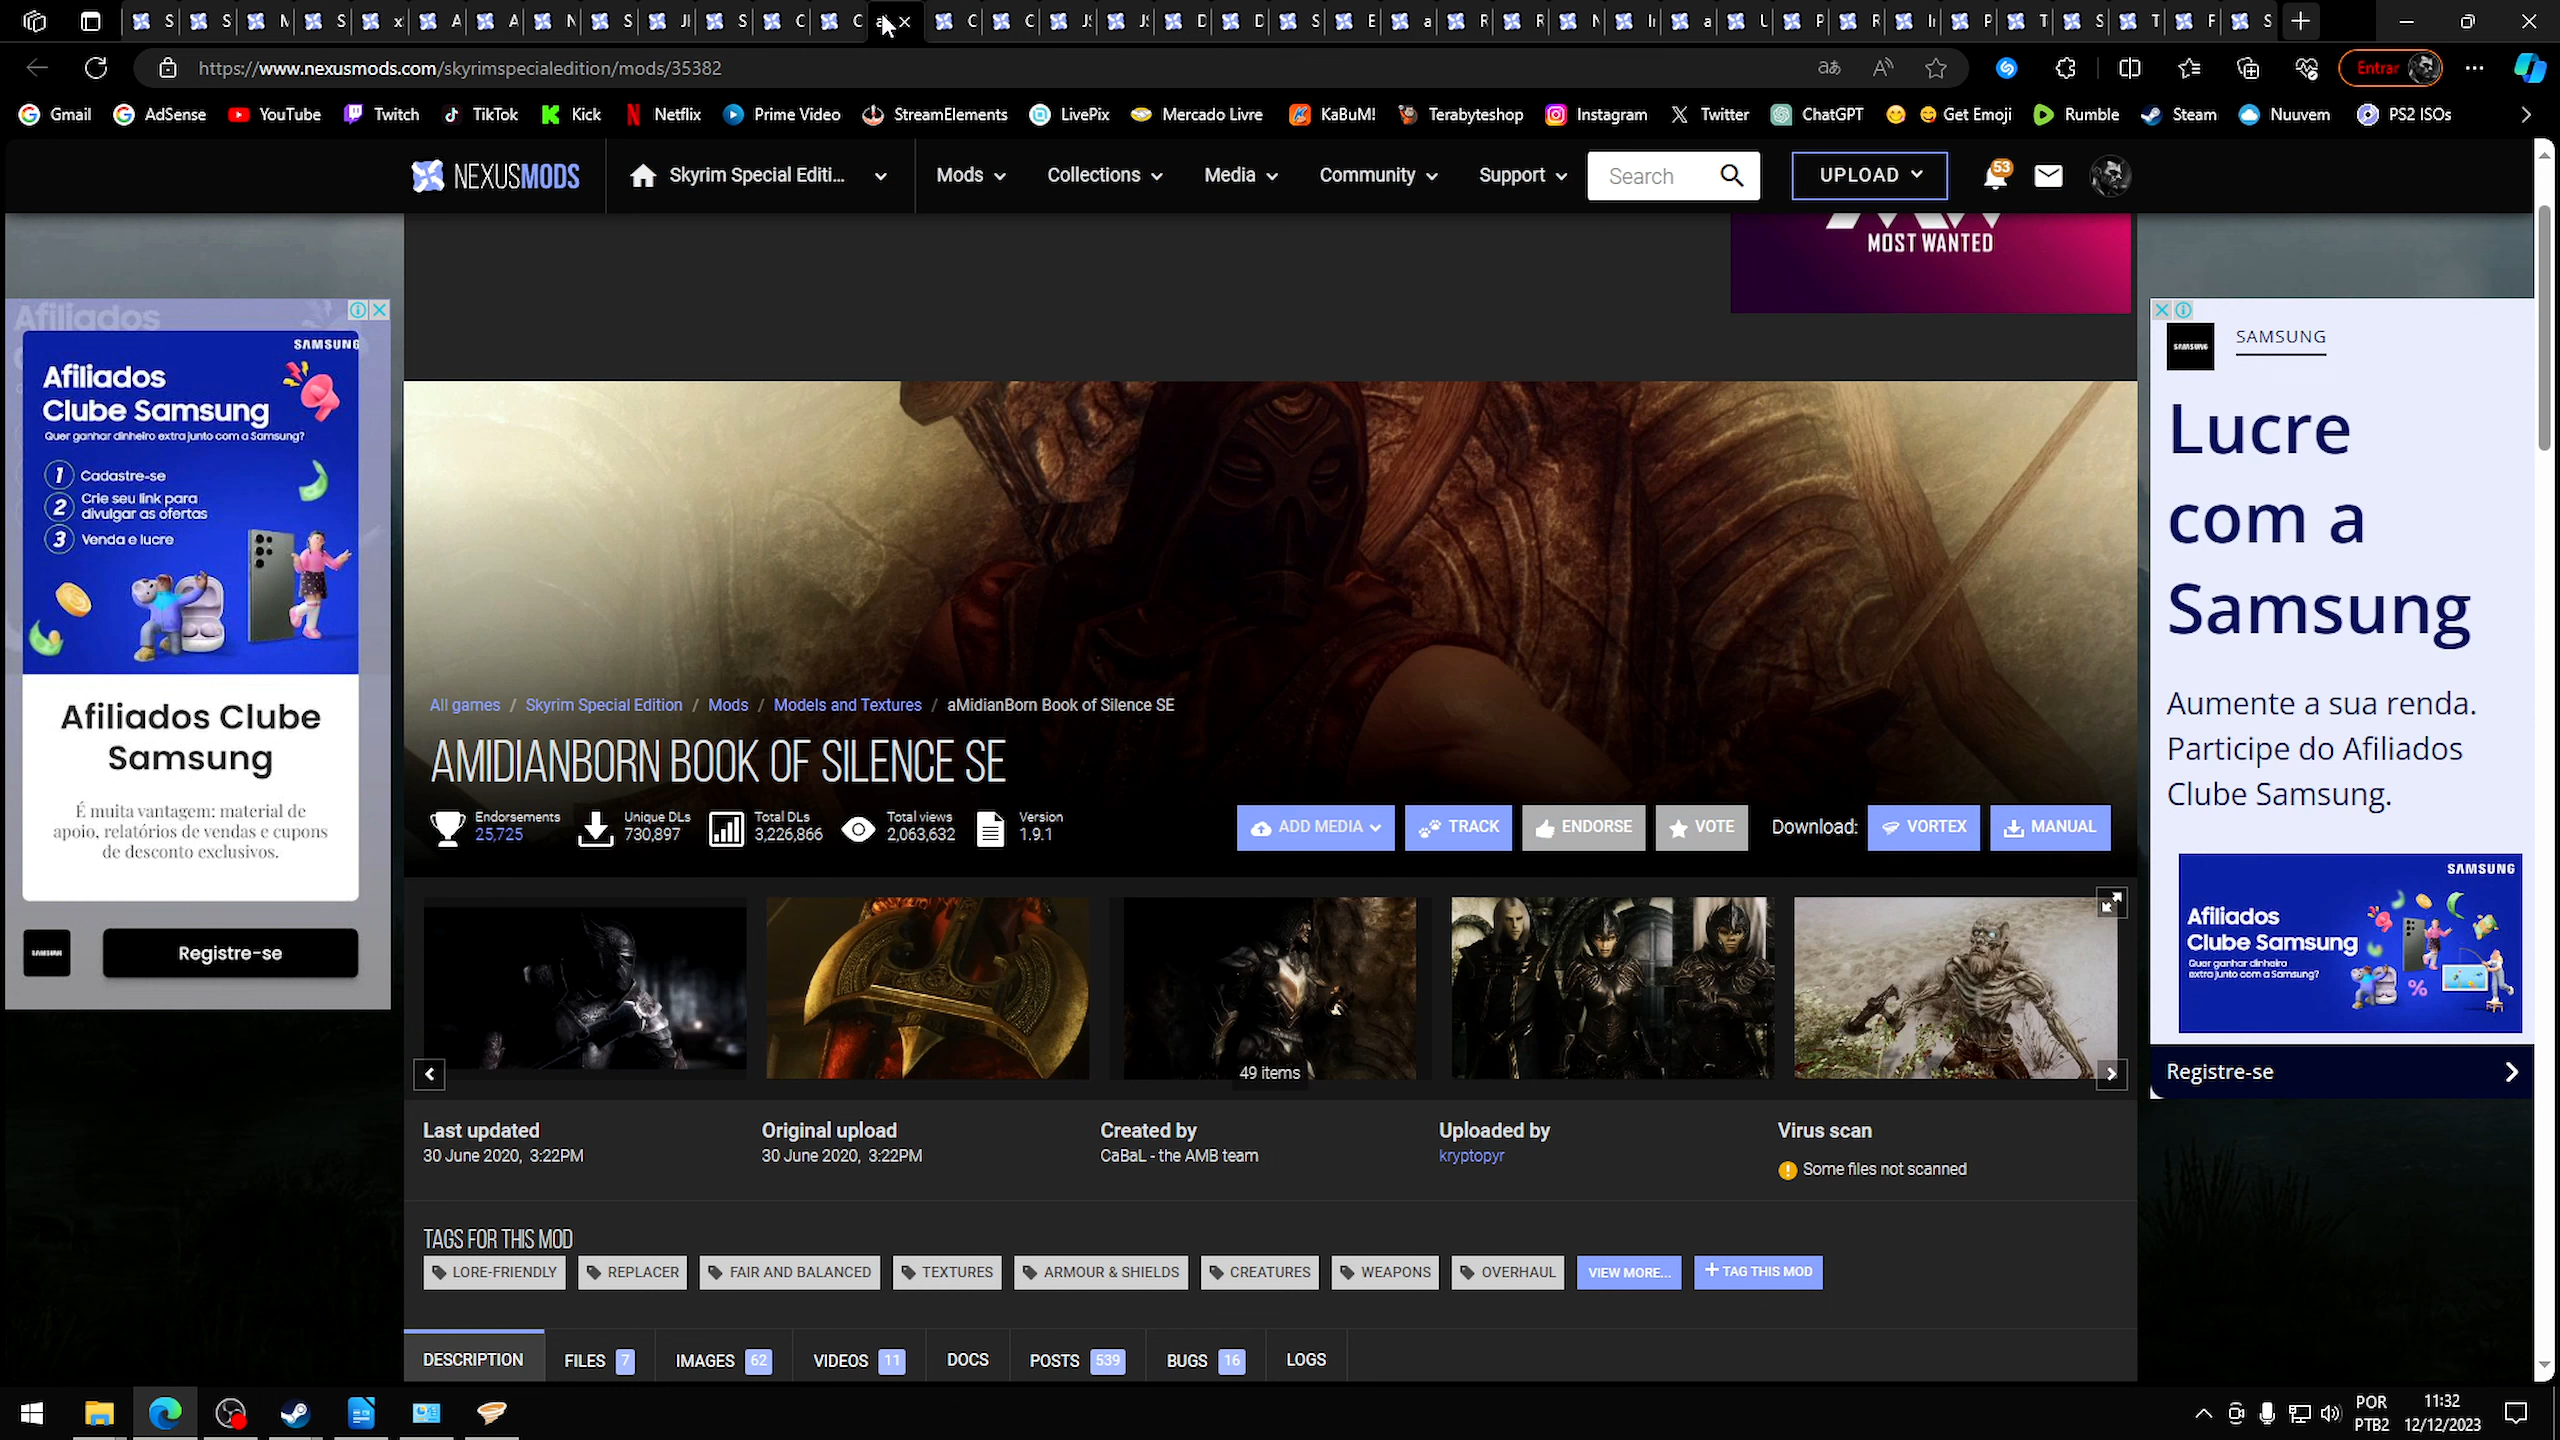 https://www.nexusmods.com/skyrimspecialedition/mods/35382
Entrar
Gmail AdSense YouTube Twitch TikTok Kick Netflix Prime Video StreamElements LivePix Mercado Livre KaBuM! Terabyteshop Instagram Twitter ChatGPT Get Emoji Rumble Steam Nuuvem PS2 ISOs
NEXUSMODS Skyrim Special Editi... Mods Collections Media Community Support Search UPLOAD 53
MOST WANTED
Afiliados
SAMSUNG
Afiliados
Clube Samsung
Quer ganhar dinheiro extra junto com a Samsung?
1 Cadastre-se
2 Crie seu link para
divulgar as ofertas
3 Venda e lucre
Afiliados Clube
Samsung
É muita vantagem: material de
apoio, relatórios de vendas e cupons
de desconto exclusivos.
SAMSUNG Registre-se
All games / Skyrim Special Edition / Mods / Models and Textures / aMidianBorn Book of Silence SE
AMIDIANBORN BOOK OF SILENCE SE
Endorsements
25,725
Unique DLs
730,897
Total DLs
3,226,866
Total views
2,063,632
Version
1.9.1
ADD MEDIA TRACK ENDORSE VOTE Download: VORTEX MANUAL
49 items
Last updated
30 June 2020, 3:22PM
Original upload
30 June 2020, 3:22PM
Created by
CaBaL - the AMB team
Uploaded by
kryptopyr
Virus scan
Some files not scanned
TAGS FOR THIS MOD
LORE-FRIENDLY REPLACER FAIR AND BALANCED TEXTURES ARMOUR & SHIELDS CREATURES WEAPONS OVERHAUL VIEW MORE... + TAG THIS MOD
DESCRIPTION FILES 7 IMAGES 62 VIDEOS 11 DOCS POSTS 539 BUGS 16 LOGS
SAMSUNG SAMSUNG
Lucre
com a
Samsung
Aumente a sua renda.
Participe do Afiliados
Clube Samsung.
SAMSUNG
Afiliados
Clube Samsung
Quer ganhar dinheiro
extra junto com a Samsung?
%
Registre-se
POR
PTB2
11:32
12/12/2023